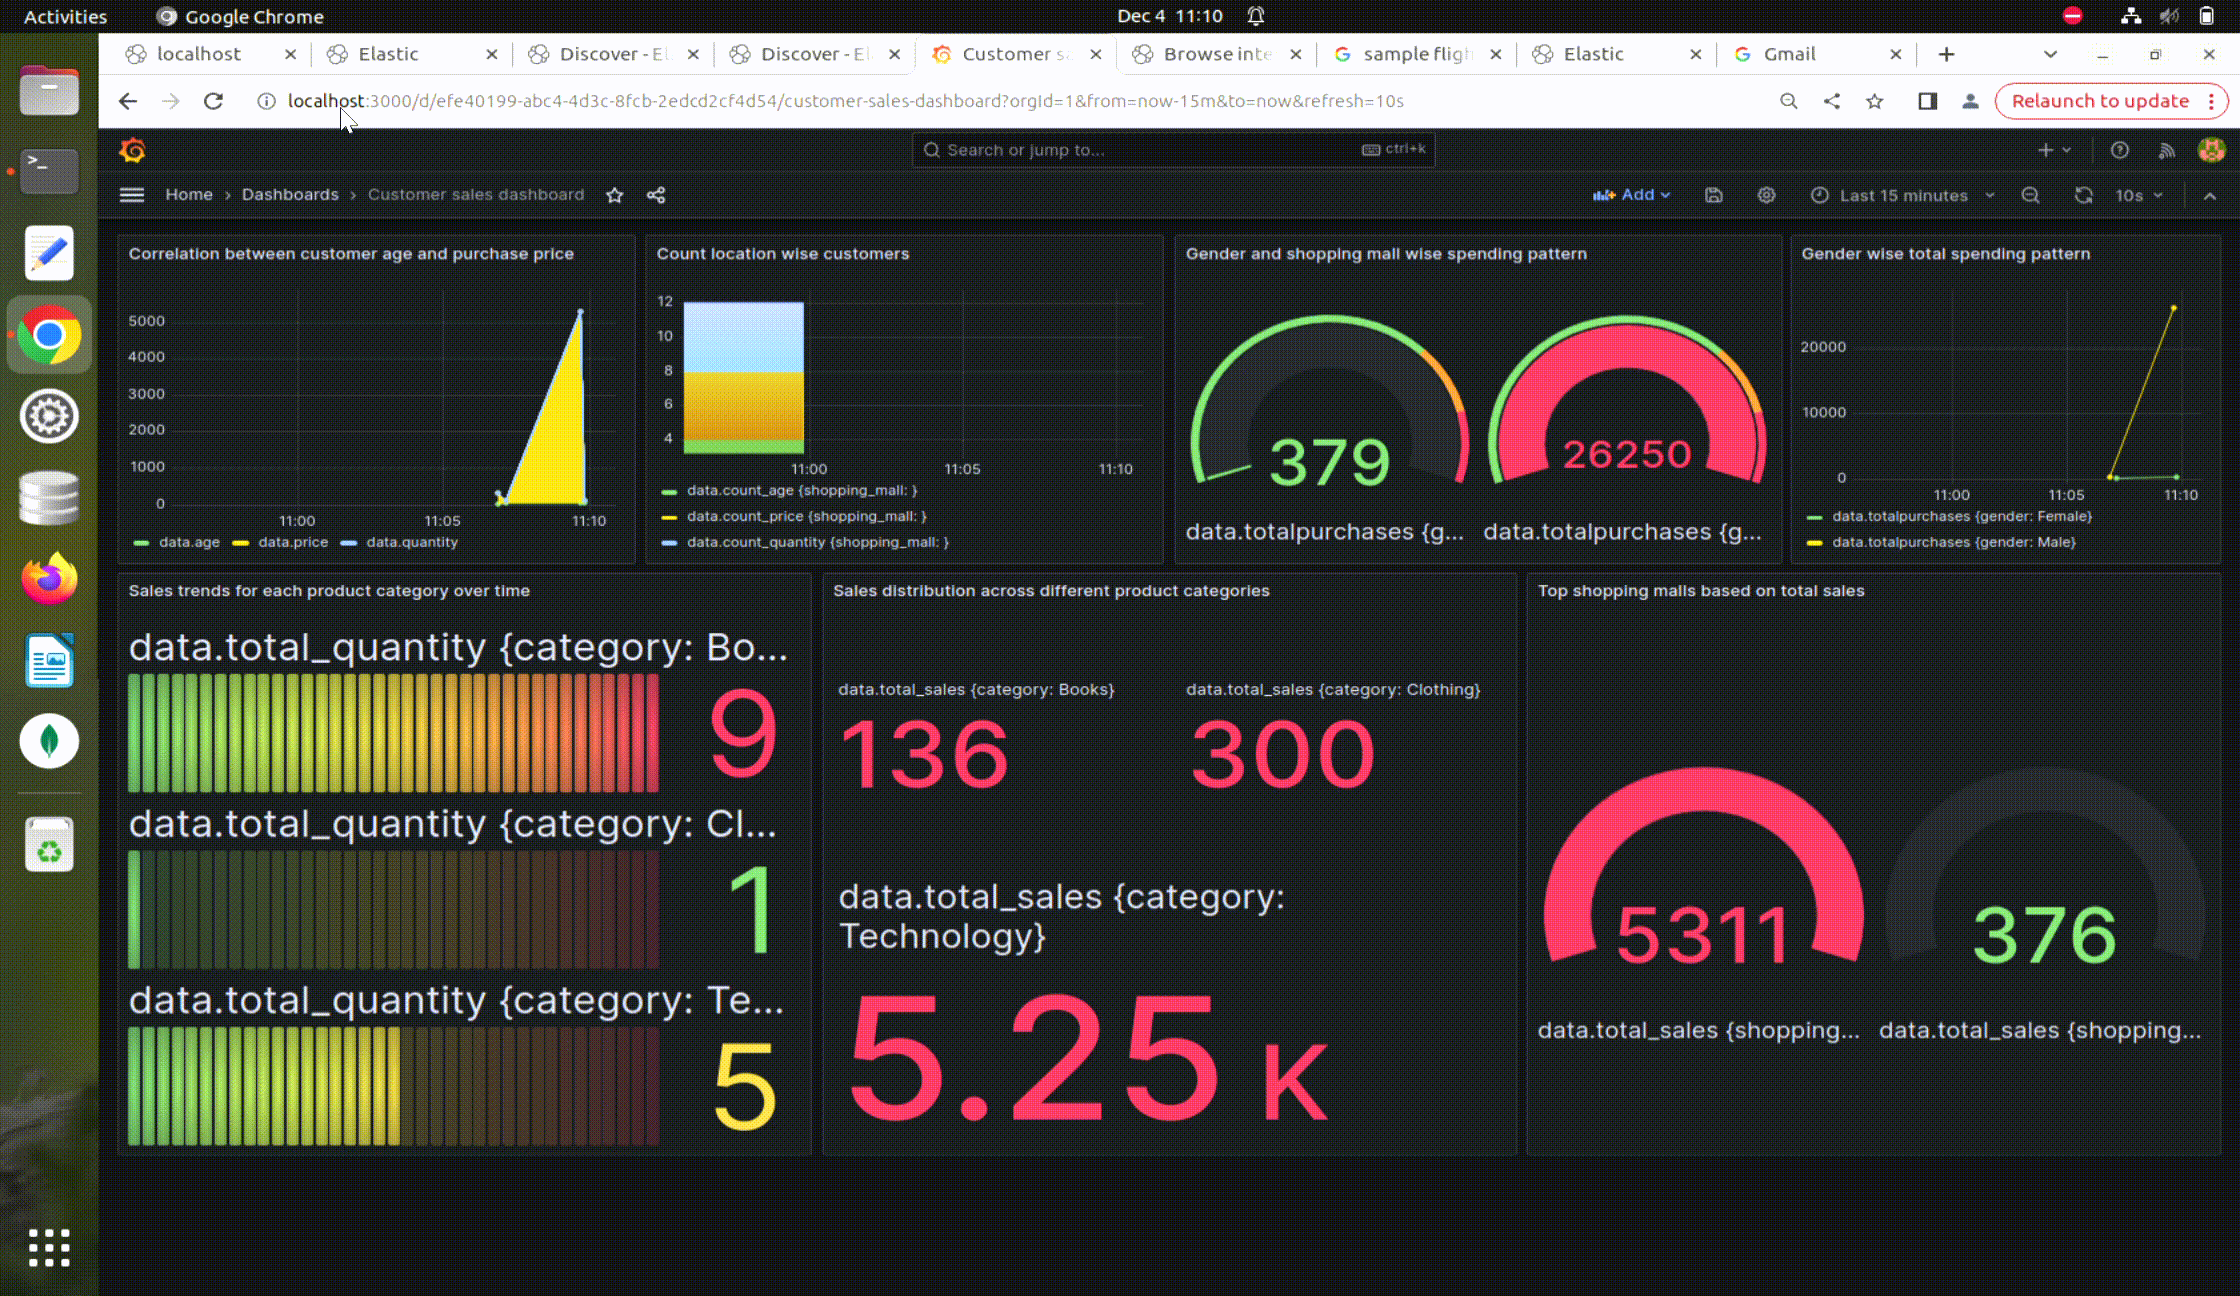 Activities
Google Chrome
Dec 4 11:10
localhost
Elastic
Discover - El
Discover - El
Customer s
Browse inte
sample fligh
Elastic
Gmail
localhost:3000/d/efe40199-abc4-4d3c-8fcb-2edcd2cf4d54/customer-sales-dashboard?orgId=1&from=now-15m&to=now&refresh=10s
Relaunch to update
Search or jump to...
ctrl+k
Home › Dashboards › Customer sales dashboard
Add
Last 15 minutes
10s
Correlation between customer age and purchase price
5000
4000
3000
2000
1000
0
11:00
11:05
11:10
data.age
data.price
data.quantity
Count location wise customers
12
10
8
6
4
11:00
11:05
11:10
data.count_age {shopping_mall: }
data.count_price {shopping_mall: }
data.count_quantity {shopping_mall: }
Gender and shopping mall wise spending pattern
379
26250
data.totalpurchases {g...
data.totalpurchases {g...
Gender wise total spending pattern
20000
10000
0
11:00
11:05
11:10
data.totalpurchases {gender: Female}
data.totalpurchases {gender: Male}
Sales trends for each product category over time
data.total_quantity {category: Bo...
9
data.total_quantity {category: Cl...
1
data.total_quantity {category: Te...
5
Sales distribution across different product categories
data.total_sales {category: Books}
136
data.total_sales {category: Clothing}
300
data.total_sales {category:
Technology}
5.25 K
Top shopping malls based on total sales
5311
376
data.total_sales {shopping...
data.total_sales {shopping...